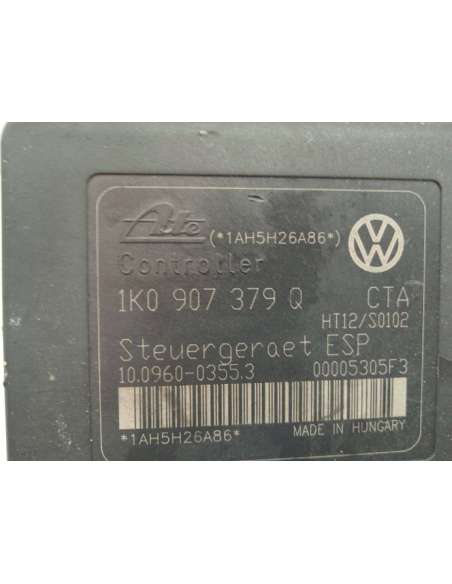 Ate (*1AH5H26A86*)
Controller
1K0 907 379 Q CTA
HT12/S0102
Steuergeraet ESP
10.0960-0355.3 00005305F3
*1AH5H26A86* MADE IN HUNGARY